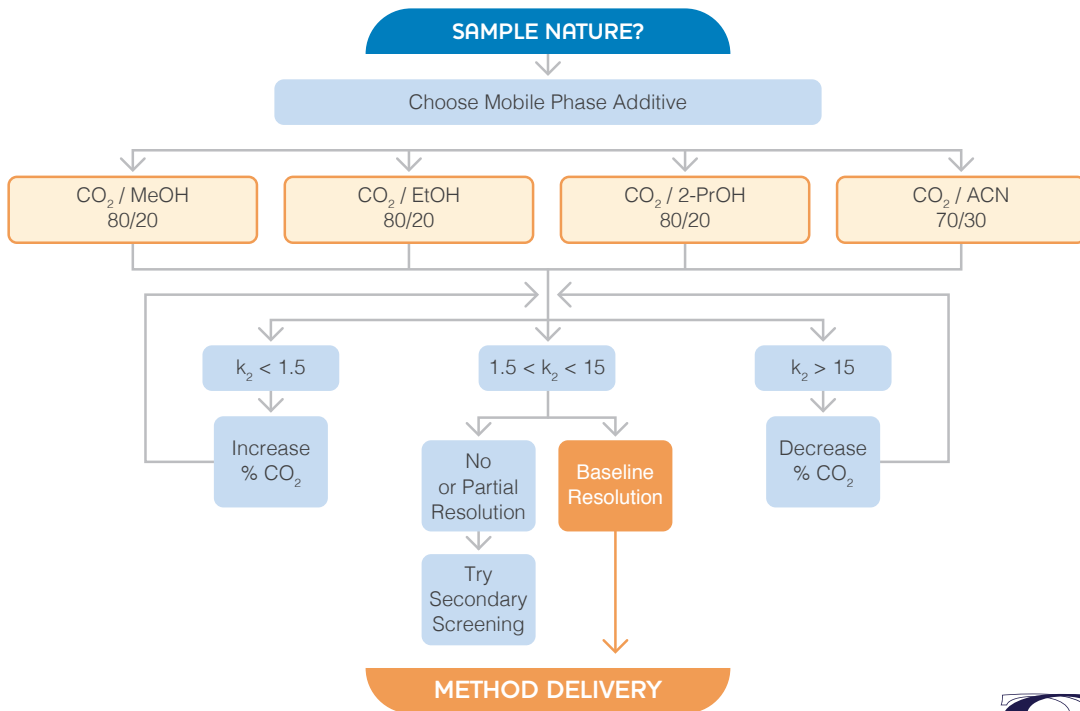 SAMPLE NATURE?
Choose Mobile Phase Additive
CO₂ / MeOH
80/20
CO₂ / EtOH
80/20
CO₂ / 2-PrOH
80/20
CO₂ / ACN
70/30
k₂ < 1.5
1.5 < k₂ < 15
k₂ > 15
Increase
% CO₂
No
or Partial
Resolution
Baseline
Resolution
Decrease
% CO₂
Try
Secondary
Screening
METHOD DELIVERY